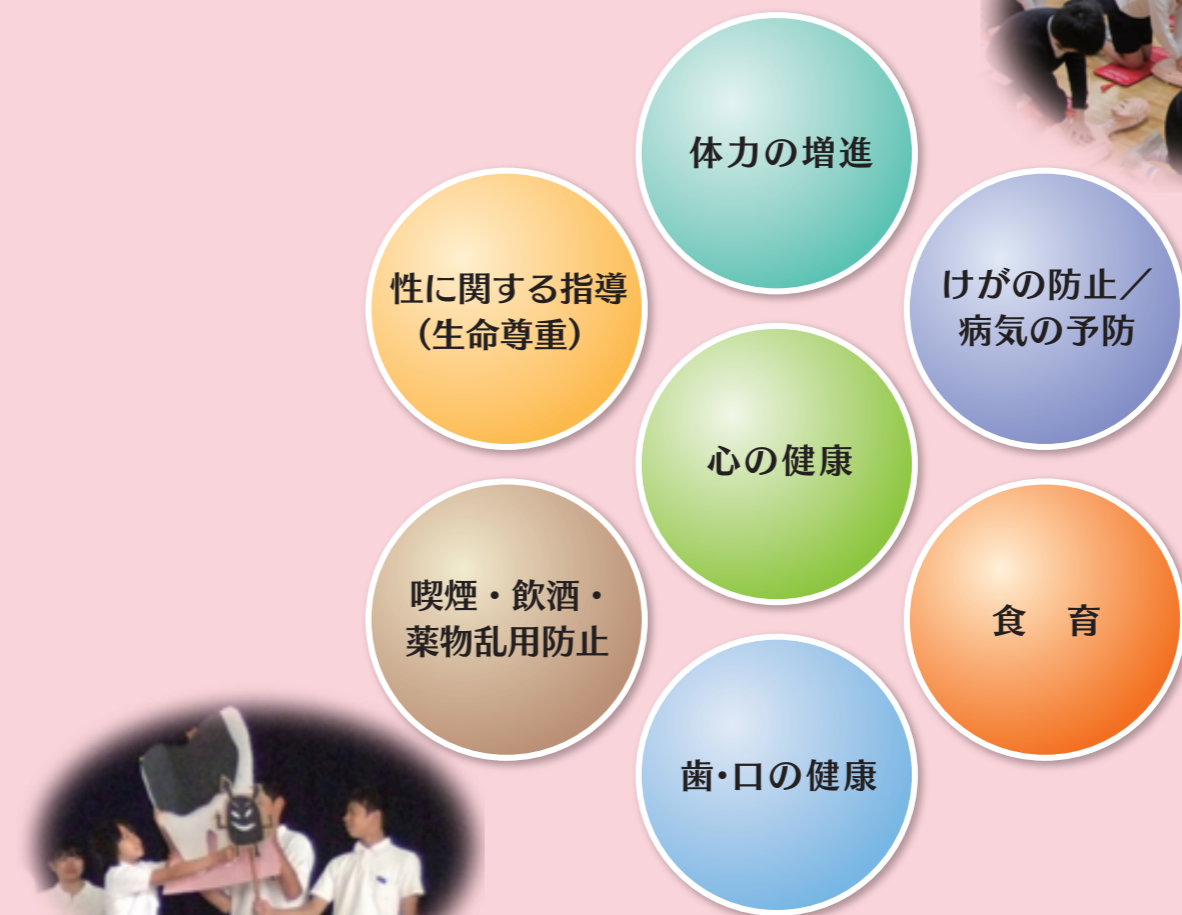 体力の増進
性に関する指導
（生命尊重）
けがの防止／
病気の予防
心の健康
喫煙・飲酒・
薬物乱用防止
食　育
歯・口の健康